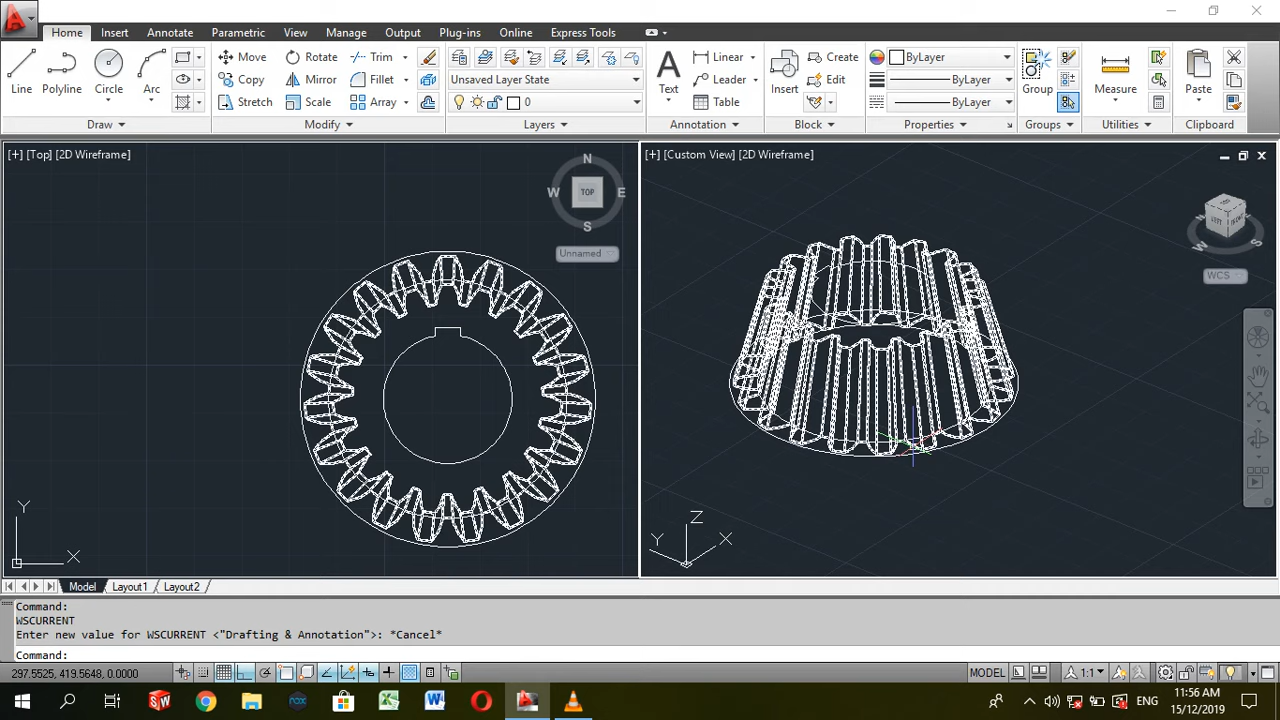 Home Insert Annotate Parametric View Manage Output Plug-ins Online Express Tools
Line Polyline Circle Arc
Move Rotate Trim
Copy Mirror Fillet
Stretch Scale Array
Unsaved Layer State
0
Text
Linear
Leader
Table
Insert
Create
Edit
ByLayer
ByLayer
ByLayer
Group
Measure
Paste
Draw Modify Layers Annotation Block Properties Groups Utilities Clipboard
[+] [Top] [2D Wireframe]
N
W TOP E
S
Unnamed
Y
X
[+] [Custom View] [2D Wireframe]
W S
WCS
Z
Y X
Model Layout1 Layout2
Command:
WSCURRENT
Enter new value for WSCURRENT <"Drafting & Annotation">: *Cancel*
Command:
297.5525, 419.5648, 0.0000
MODEL
1:1
ENG
11:56 AM
15/12/2019